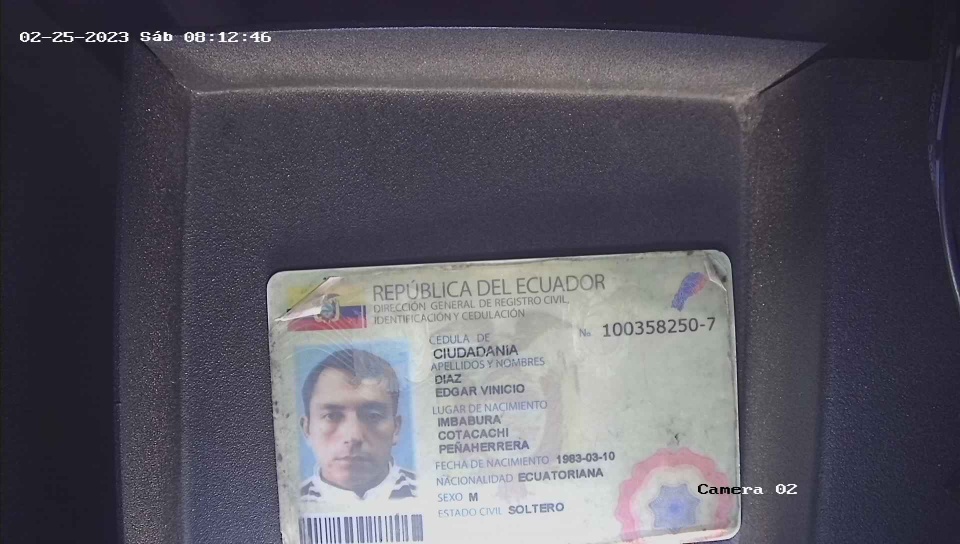 02-25-2023 Sáb 08:12:46
REPÚBLICA DEL ECUADOR
DIRECCIÓN GENERAL DE REGISTRO CIVIL,
IDENTIFICACIÓN Y CEDULACIÓN
CÉDULA DE
CIUDADANÍA
No. 100358250-7
APELLIDOS Y NOMBRES
DIAZ
EDGAR VINICIO
LUGAR DE NACIMIENTO
IMBABURA
COTACACHI
PEÑAHERRERA
FECHA DE NACIMIENTO 1983-03-10
NACIONALIDAD ECUATORIANA
SEXO M
ESTADO CIVIL SOLTERO
Camera 02